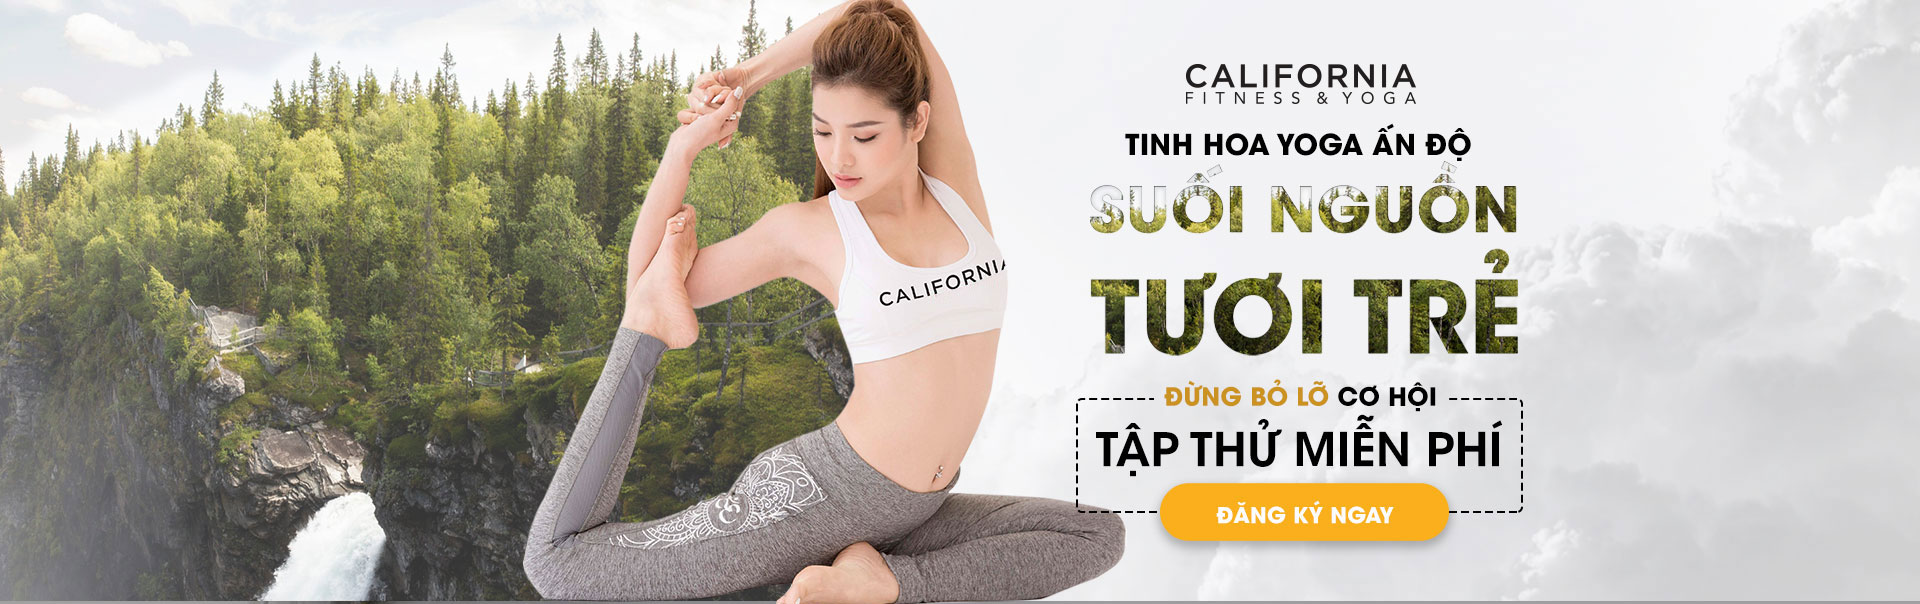 CALIFORNIA
FITNESS & YOGA
TINH HOA YOGA ẤN ĐỘ
SUỐI NGUỒN
TƯƠI TRẺ
ĐỪNG BỎ LỠ CƠ HỘI
TẬP THỬ MIỄN PHÍ
ĐĂNG KÝ NGAY
CALIFORNIA